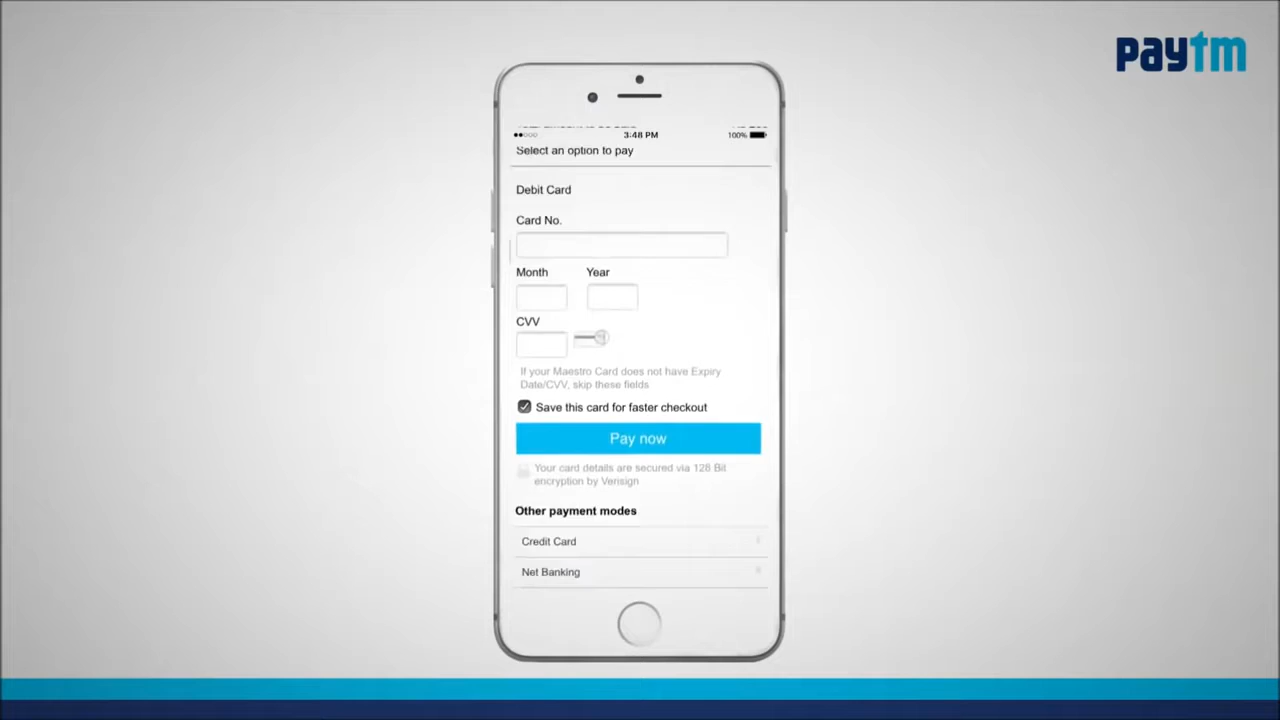 paytm
3:48 PM
100%
Select an option to pay
Debit Card
Card No.
Month Year
CVV
If your Maestro Card does not have Expiry
Date/CVV, skip these fields
Save this card for faster checkout
Pay now
Your card details are secured via 128 Bit
encryption by Verisign
Other payment modes
Credit Card
Net Banking